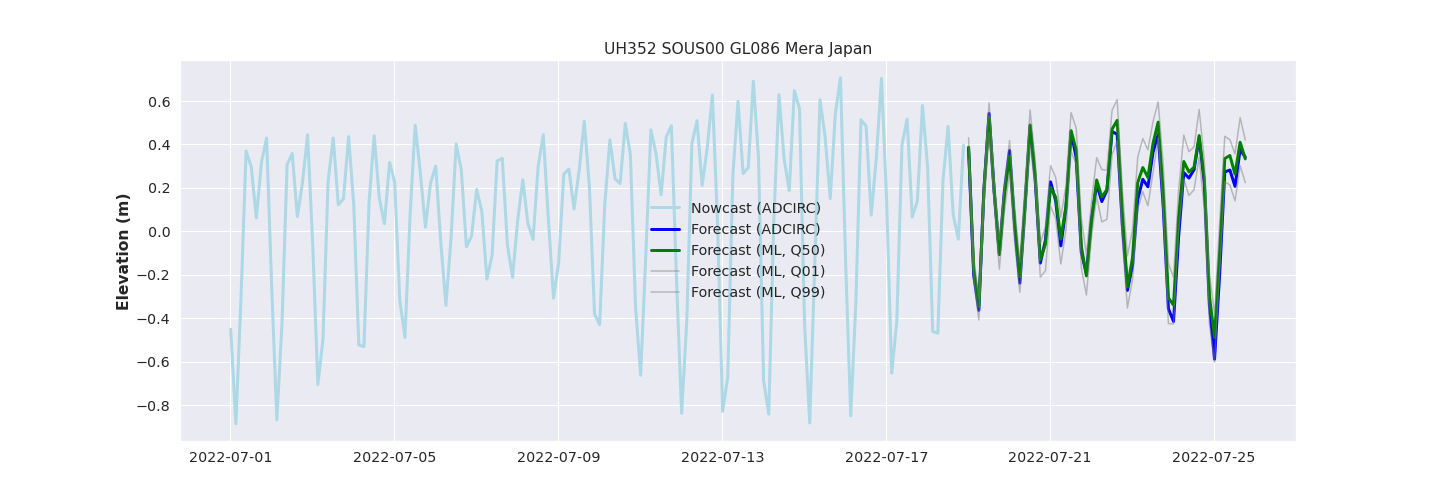 UH352 SOUS00 GL086 Mera Japan
Elevation (m)
0.6
0.4
0.2
0.0
−0.2
−0.4
−0.6
−0.8
Nowcast (ADCIRC)
Forecast (ADCIRC)
Forecast (ML, Q50)
Forecast (ML, Q01)
Forecast (ML, Q99)
2022-07-01 2022-07-05 2022-07-09 2022-07-13 2022-07-17 2022-07-21 2022-07-25